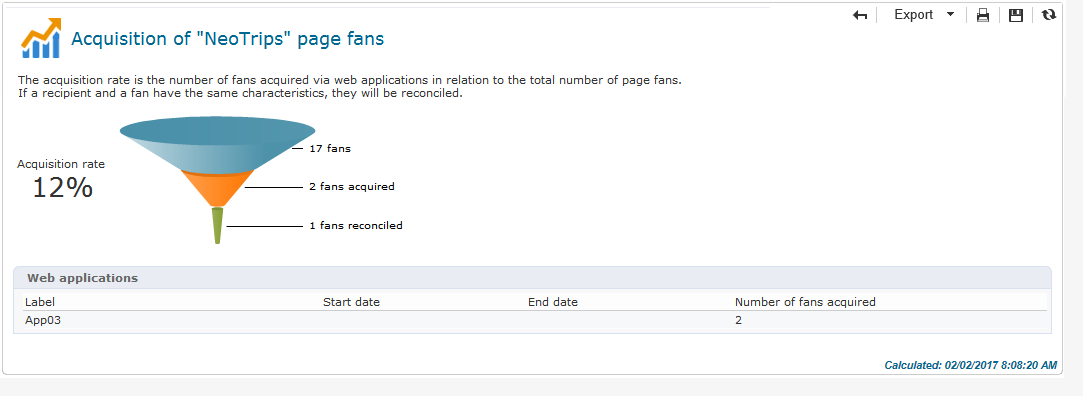 Export
Acquisition of "NeoTrips" page fans
The acquisition rate is the number of fans acquired via web applications in relation to the total number of page fans.
If a recipient and a fan have the same characteristics, they will be reconciled.
17 fans
Acquisition rate
12%
2 fans acquired
1 fans reconciled
Web applications
Label Start date End date Number of fans acquired
App03 2
Calculated: 02/02/2017 8:08:20 AM